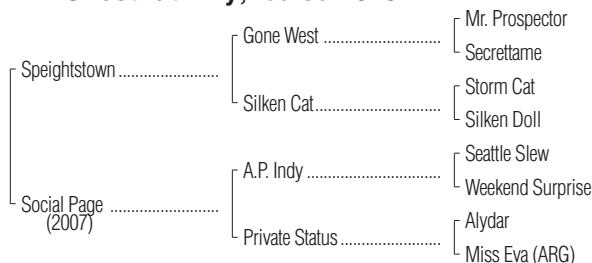 Mr. Prospector
Gone West
Secrettame
Speightstown
Storm Cat
Silken Cat
Silken Doll
Seattle Slew
A.P. Indy
Weekend Surprise
Social Page
(2007)
Alydar
Private Status
Miss Eva (ARG)